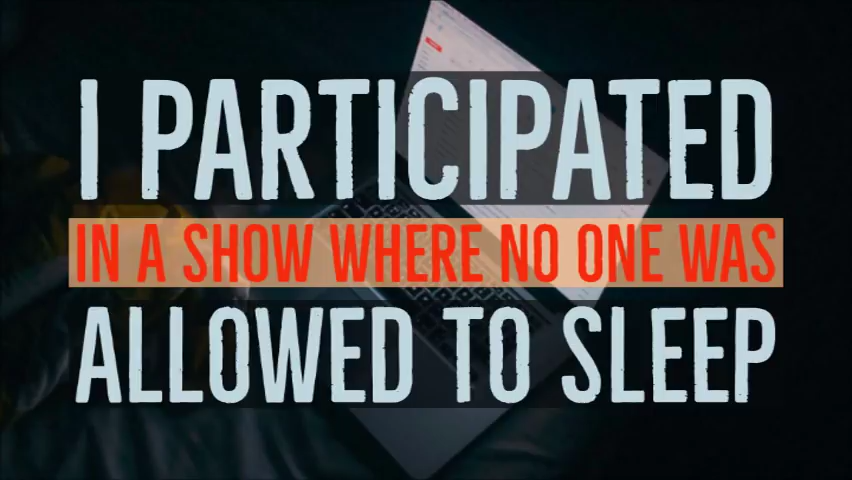 I PARTICIPATED
IN A SHOW WHERE NO ONE WAS
ALLOWED TO SLEEP